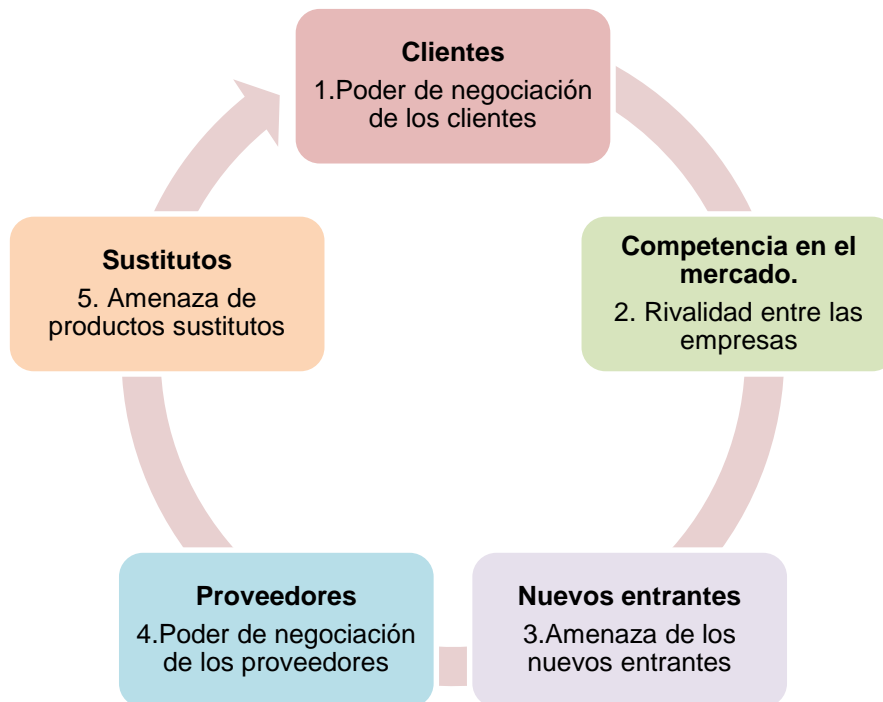 Clientes
1.Poder de negociación
de los clientes
Competencia en el
mercado.
2. Rivalidad entre las
empresas
Nuevos entrantes
3.Amenaza de los
nuevos entrantes
Proveedores
4.Poder de negociación
de los proveedores
Sustitutos
5. Amenaza de
productos sustitutos